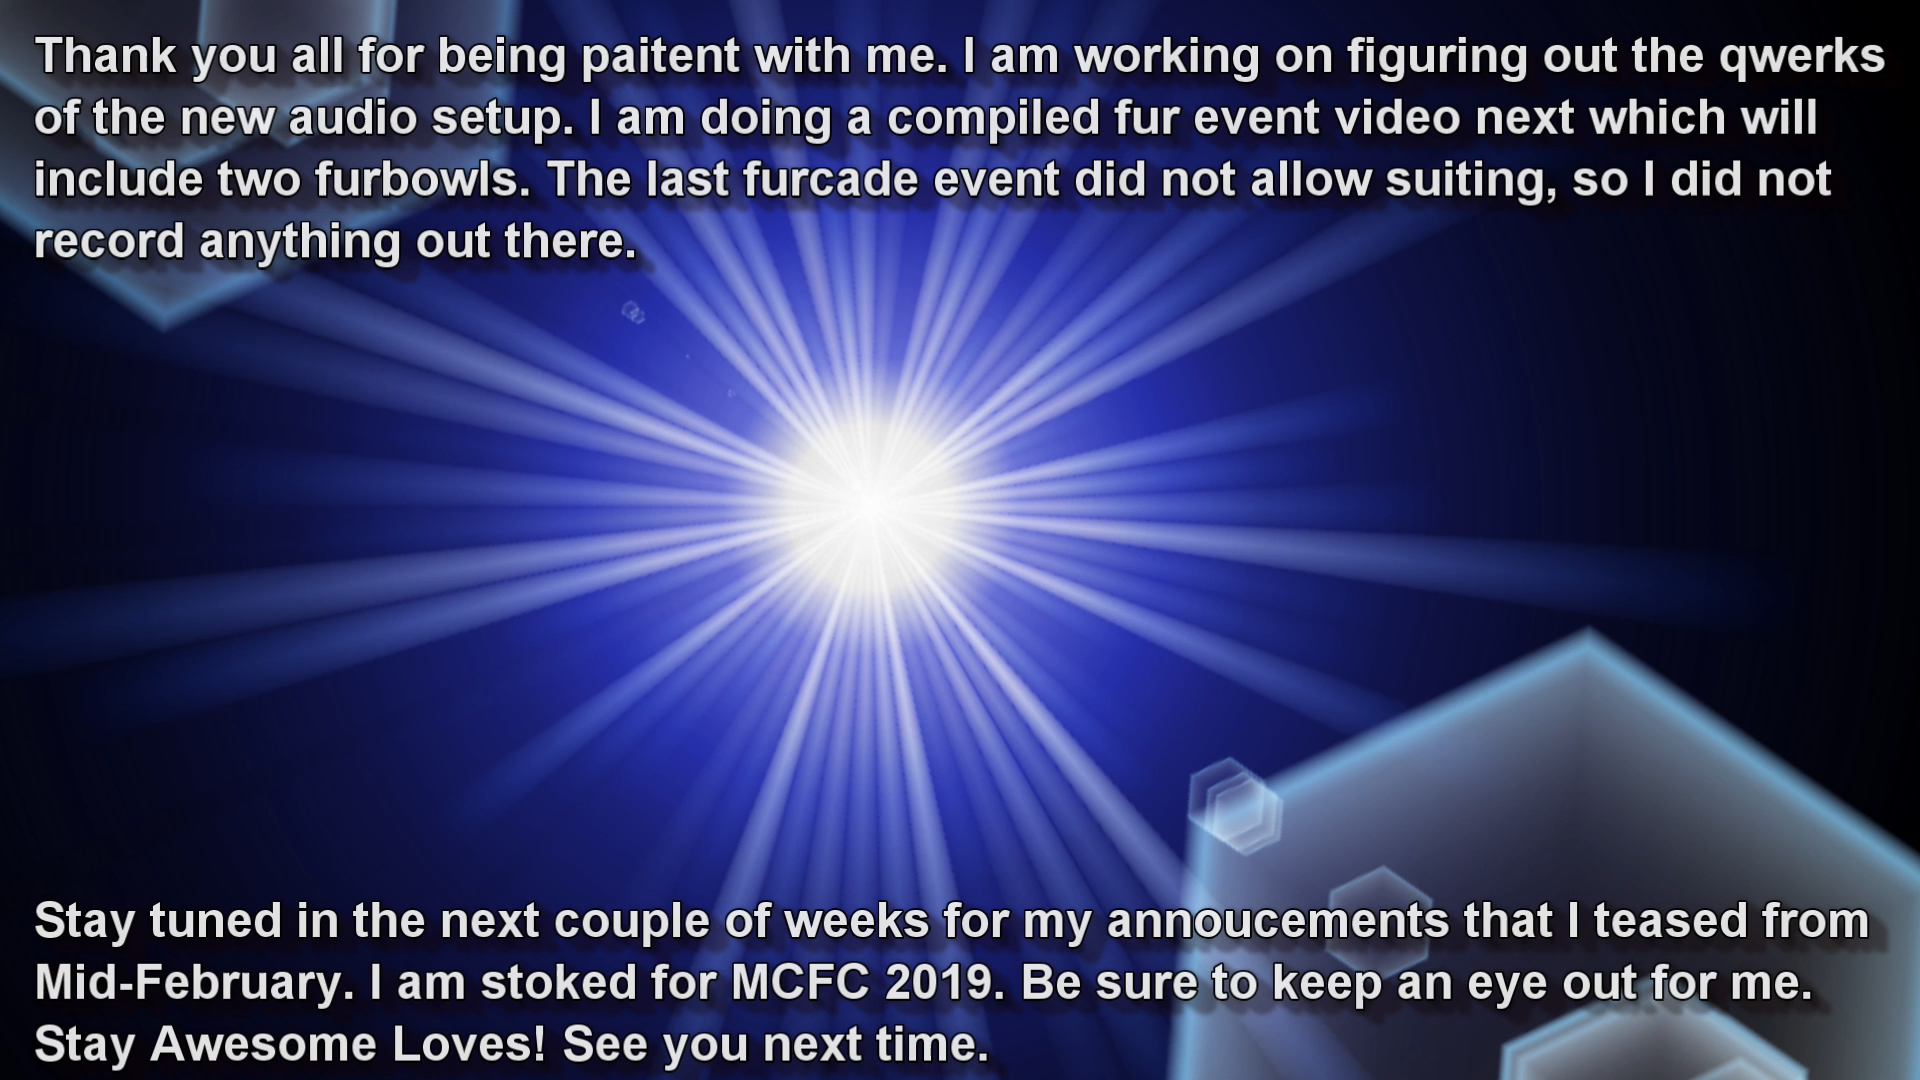 Thank you all for being paitent with me. I am working on figuring out the qwerks
of the new audio setup. I am doing a compiled fur event video next which will
include two furbowls. The last furcade event did not allow suiting, so I did not
record anything out there.
Stay tuned in the next couple of weeks for my annoucements that I teased from
Mid-February. I am stoked for MCFC 2019. Be sure to keep an eye out for me.
Stay Awesome Loves! See you next time.